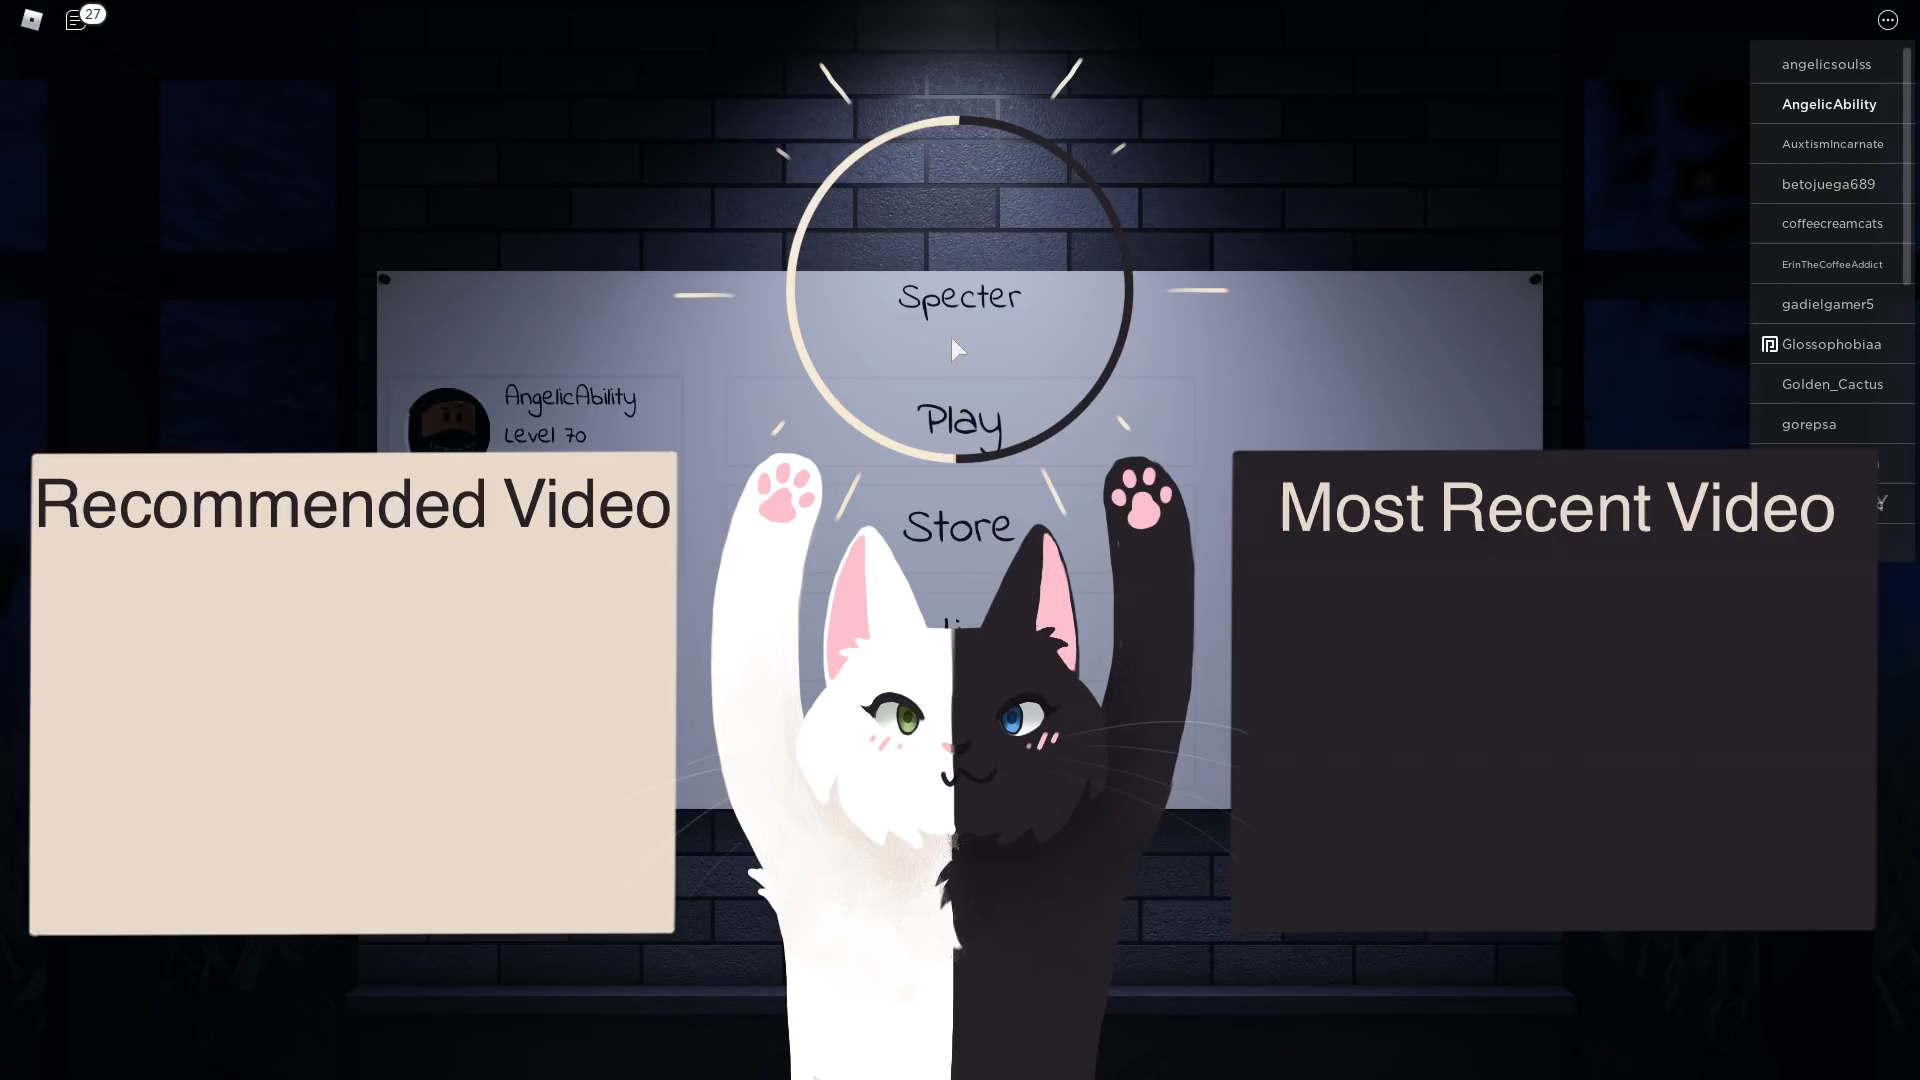 27
angelicsoulss
AngelicAbility
AuxtismIncarnate
betojuega689
coffeecreamcats
ErinTheCoffeeAddict
gadielgamer5
Glossophobiaa
Golden_Cactus
gorepsa
Specter
AngelicAbility
Level 70
Play
Store
Recommended Video
Most Recent Video